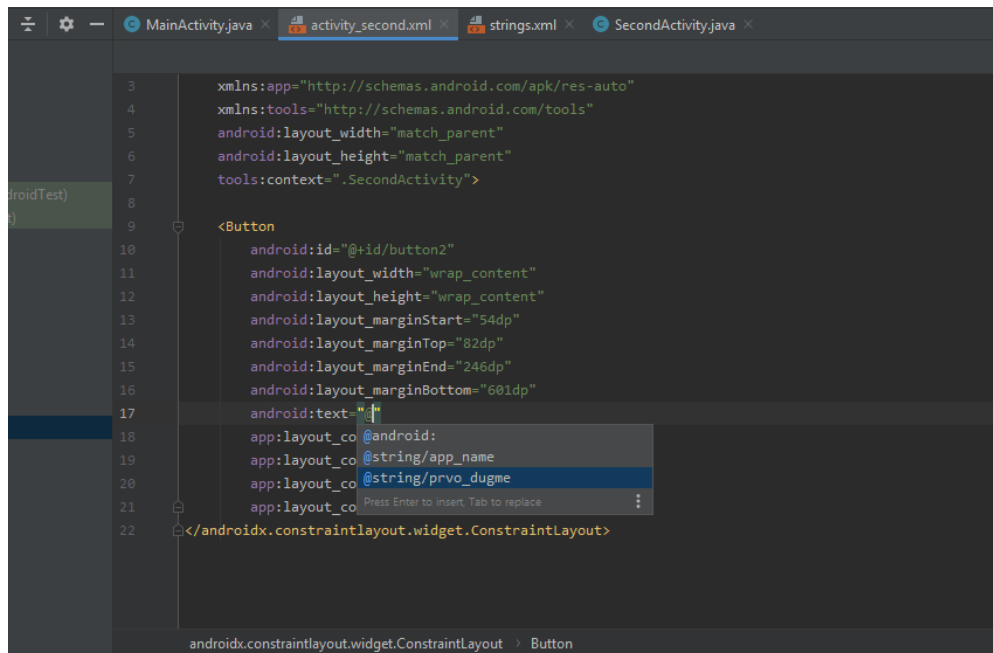 MainActivity.java activity_second.xml strings.xml SecondActivity.java
3 xmlns:app="http://schemas.android.com/apk/res-auto"
4 xmlns:tools="http://schemas.android.com/tools"
5 android:layout_width="match_parent"
6 android:layout_height="match_parent"
7 tools:context=".SecondActivity">
droidTest)
8
t)
9 <Button
10 android:id="@+id/button2"
11 android:layout_width="wrap_content"
12 android:layout_height="wrap_content"
13 android:layout_marginStart="54dp"
14 android:layout_marginTop="82dp"
15 android:layout_marginEnd="246dp"
16 android:layout_marginBottom="601dp"
17 android:text="@"
18 app:layout_co @android:
19 app:layout_co @string/app_name
20 app:layout_co @string/prvo_dugme
21 app:layout_co Press Enter to insert, Tab to replace
22 </androidx.constraintlayout.widget.ConstraintLayout>
androidx.constraintlayout.widget.ConstraintLayout > Button